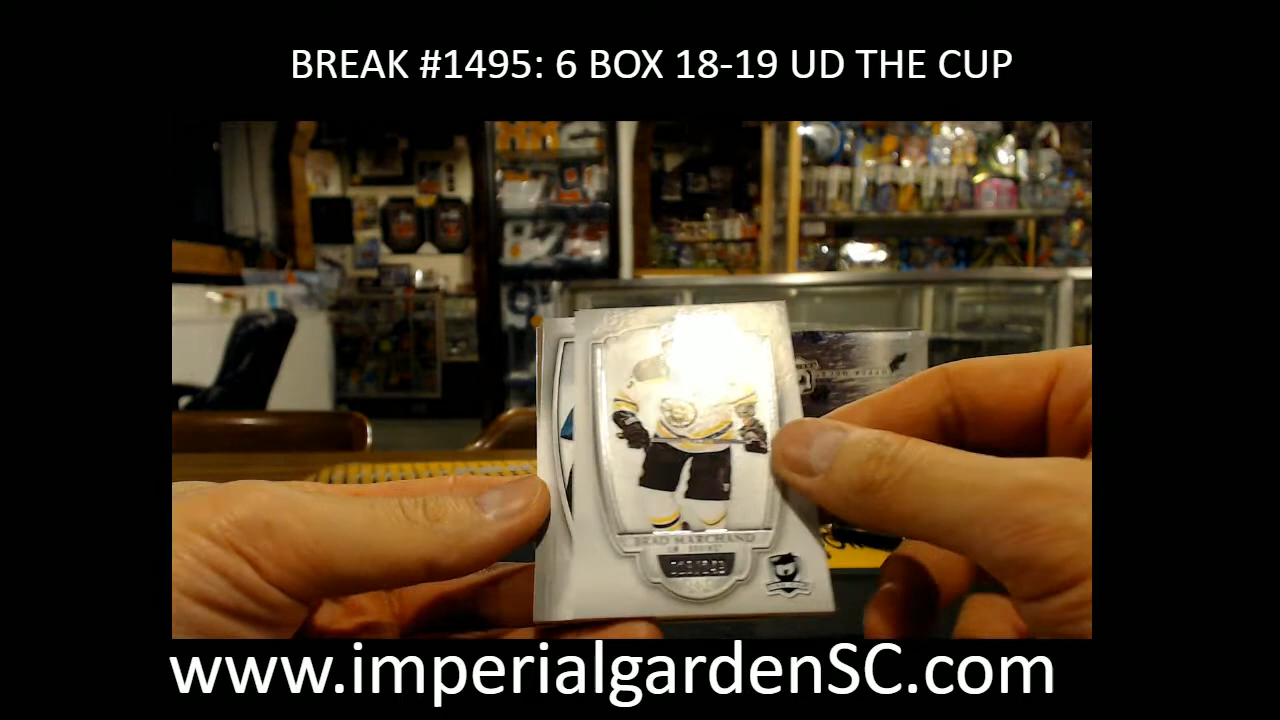 BREAK #1495: 6 BOX 18-19 UD THE CUP
BRAD MARCHAND
www.imperialgardenSC.com